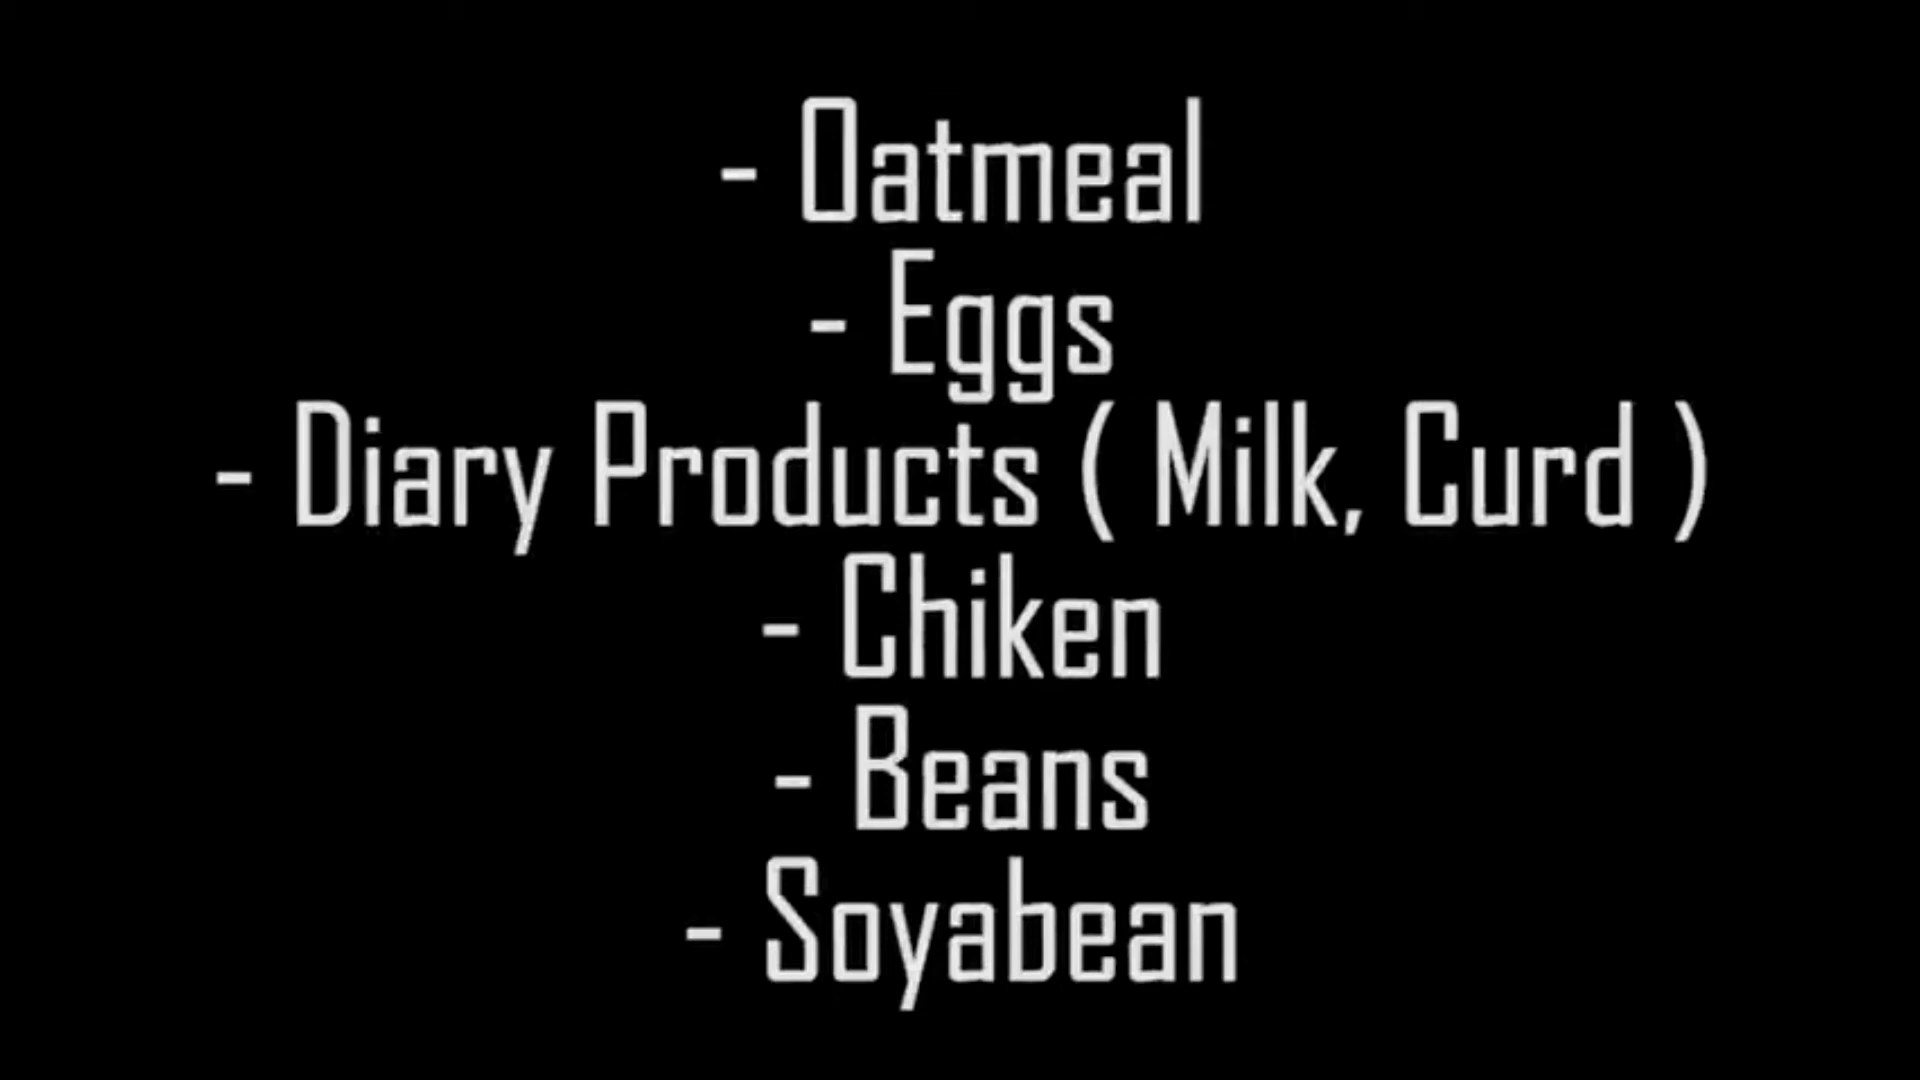 - Oatmeal
- Eggs
- Diary Products ( Milk, Curd )
- Chiken
- Beans
- Soyabean